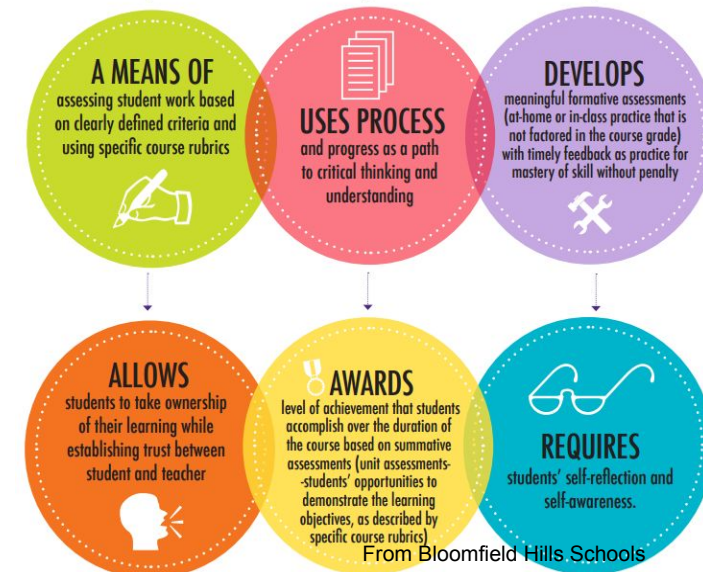 A MEANS OF
assessing student work based
on clearly defined criteria and
using specific course rubrics
USES PROCESS
and progress as a path
to critical thinking and
understanding
DEVELOPS
meaningful formative assessments
(at-home or in-class practice that is
not factored in the course grade)
with timely feedback as practice for
mastery of skill without penalty
ALLOWS
students to take ownership
of their learning while
establishing trust between
student and teacher
AWARDS
level of achievement that students
accomplish over the duration of
the course based on summative
assessments (unit assessments-
-students' opportunities to
demonstrate the learning
objectives, as described by
specific course rubrics)
REQUIRES
students' self-reflection and
self-awareness.
From Bloomfield Hills Schools